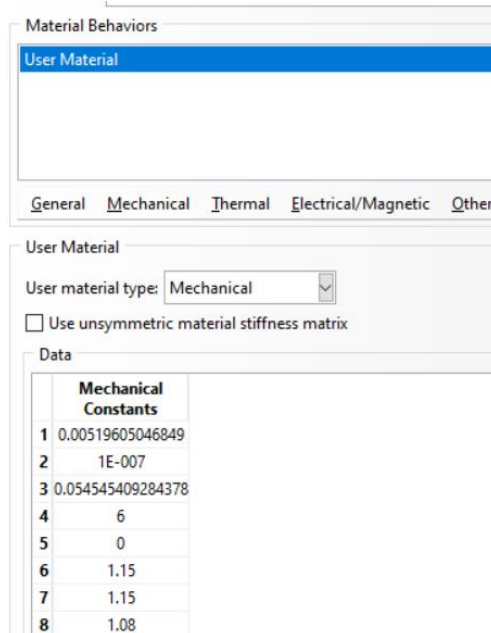 Material Behaviors
User Material
General Mechanical Thermal Electrical/Magnetic Other
User Material
User material type: Mechanical
Use unsymmetric material stiffness matrix
Data
Mechanical
Constants
1 0.00519605046849
2 1E-007
3 0.054545409284378
4 6
5 0
6 1.15
7 1.15
8 1.08